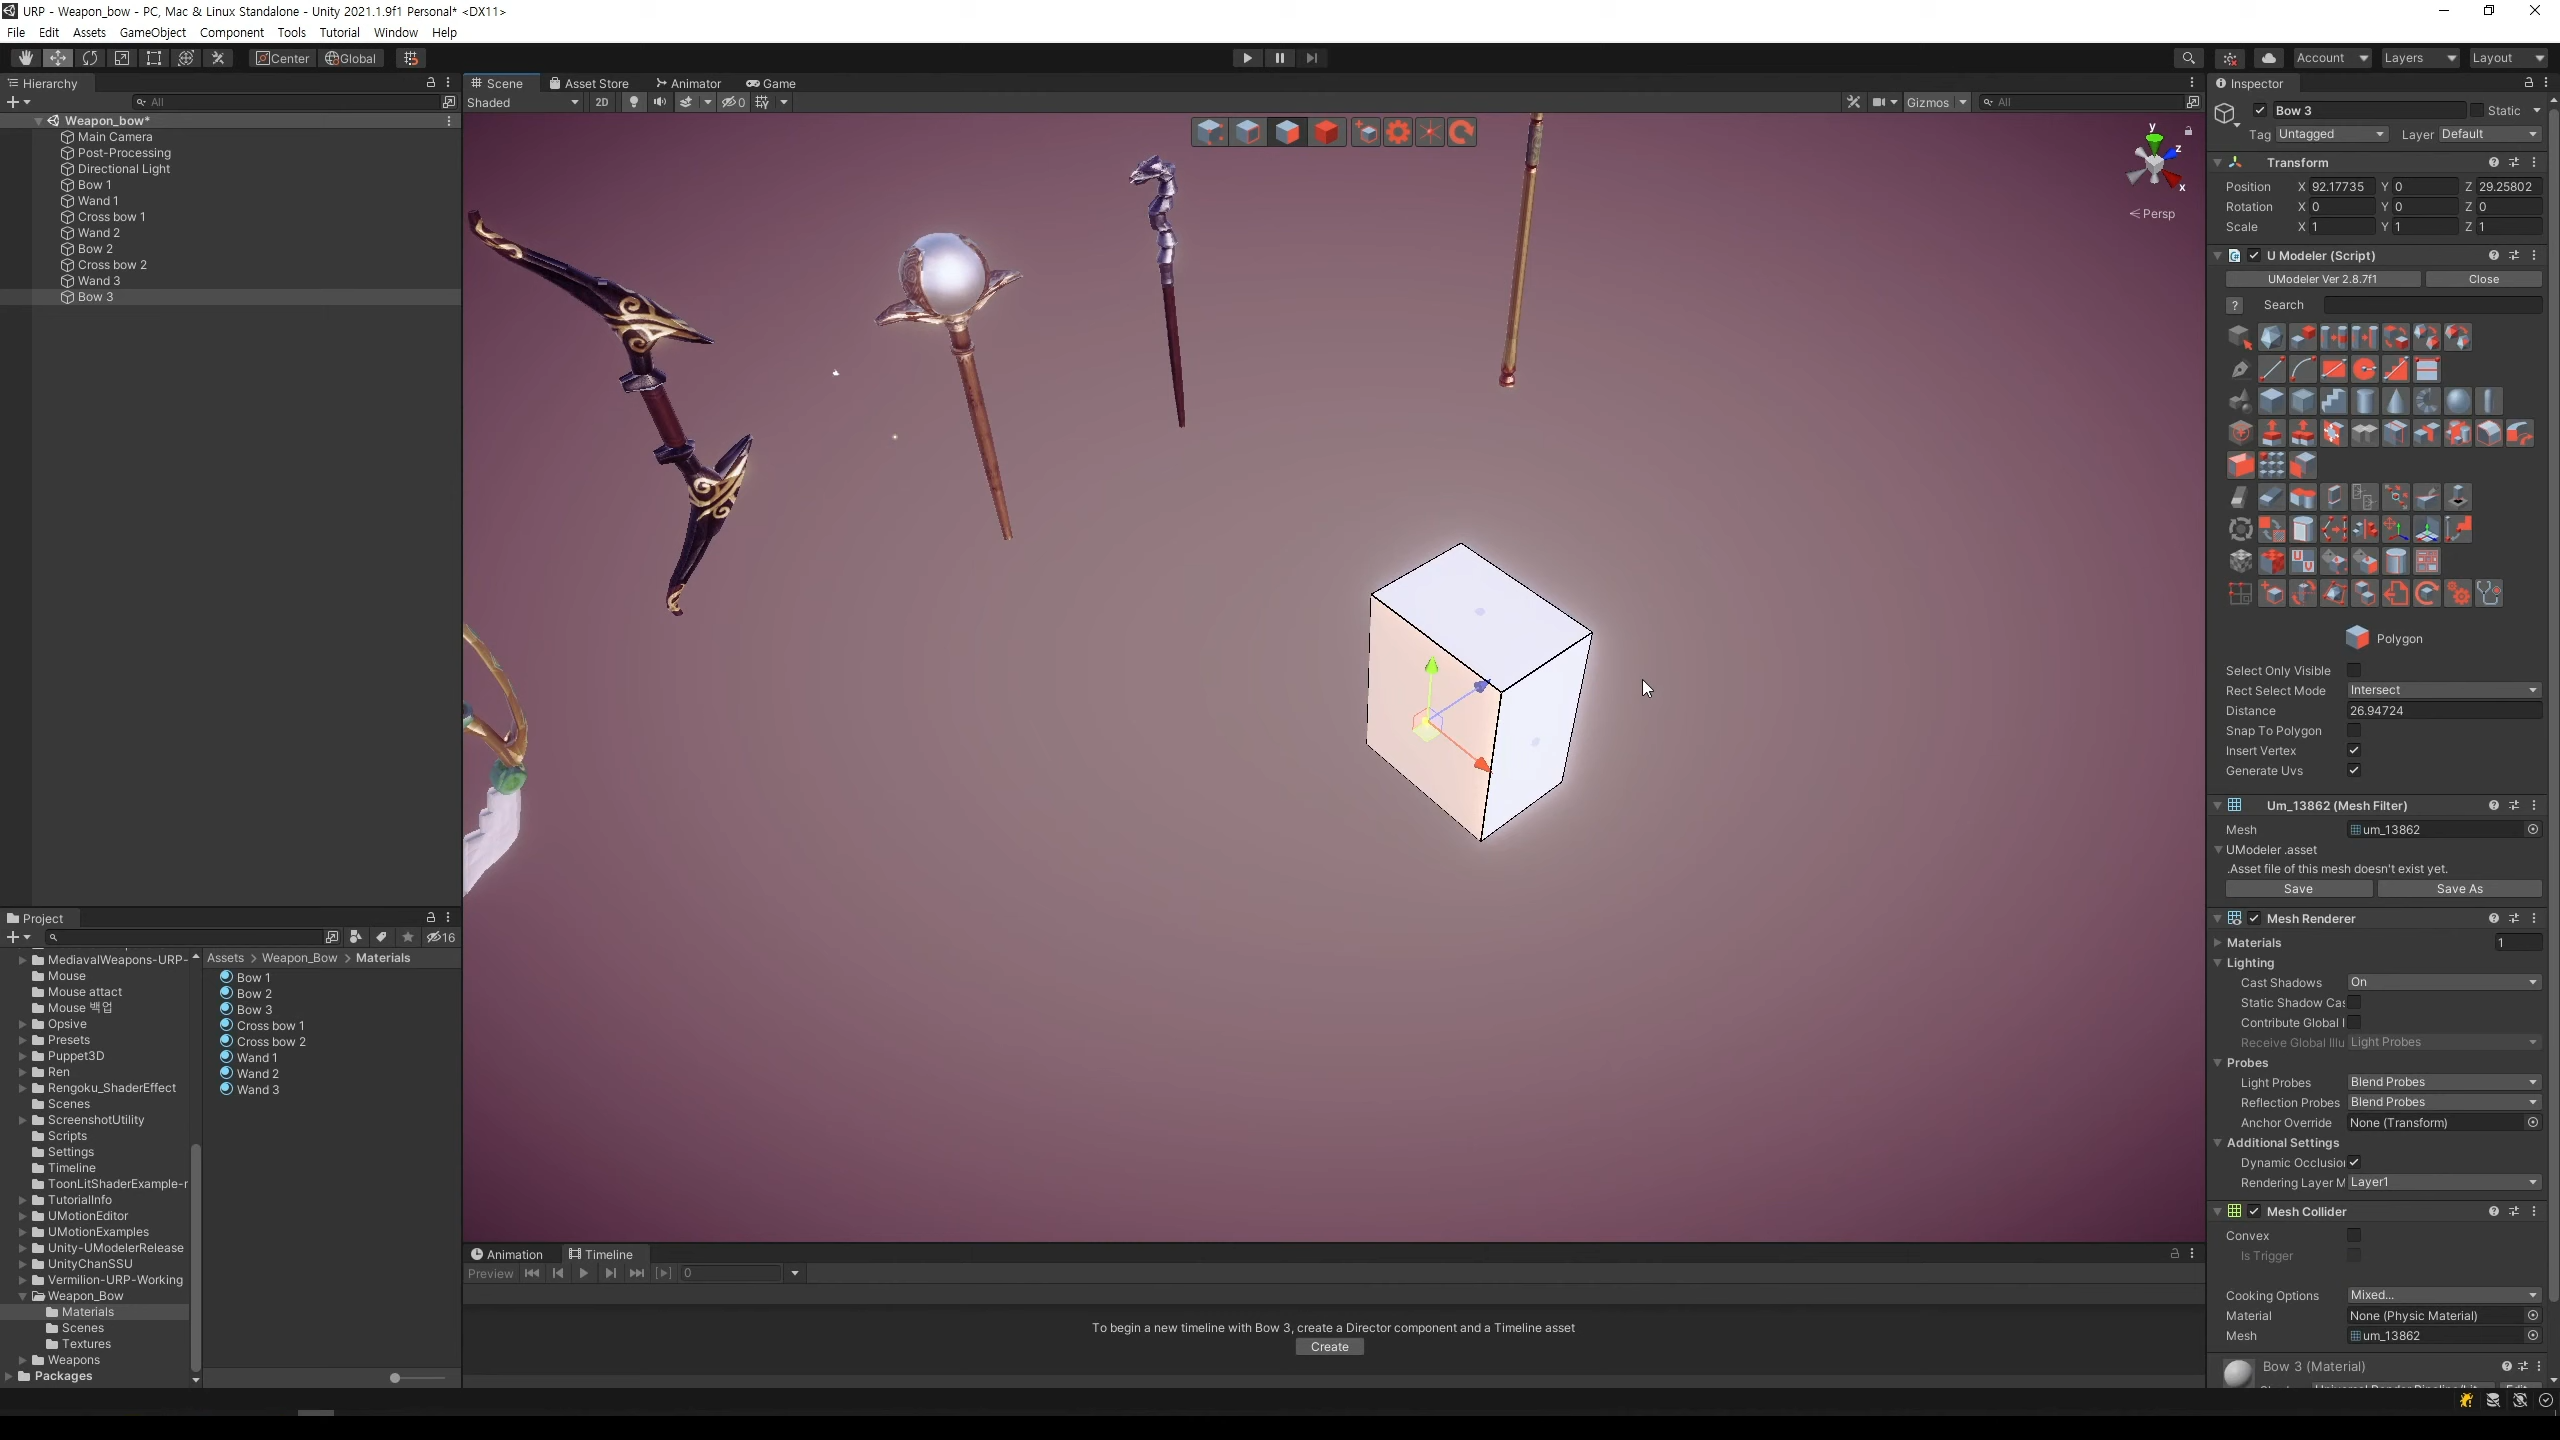 URP - Weapon_bow - PC, Mac & Linux Standalone - Unity 2021.1.9f1 Personal* <DX11>
File Edit Assets GameObject Component Tools Tutorial Window Help
Center Global
Account Layers Layout
Hierarchy
All
Weapon_bow*
Main Camera
Post-Processing
Directional Light
Bow 1
Wand 1
Cross bow 1
Wand 2
Bow 2
Cross bow 2
Wand 3
Bow 3
Scene Asset Store Animator Game
Shaded 2D 0 Gizmos All
y
z
x
Persp
Project
16
MediavalWeapons-URP-
Mouse
Mouse attact
Mouse 백업
Opsive
Presets
Puppet3D
Ren
Rengoku_ShaderEffect
Scenes
ScreenshotUtility
Scripts
Settings
Timeline
ToonLitShaderExample-r
TutorialInfo
UMotionEditor
UMotionExamples
Unity-UModelerRelease
UnityChanSSU
Vermilion-URP-Working
Weapon_Bow
Materials
Scenes
Textures
Weapons
Packages
Assets > Weapon_Bow > Materials
Bow 1
Bow 2
Bow 3
Cross bow 1
Cross bow 2
Wand 1
Wand 2
Wand 3
Animation Timeline
Preview 0
To begin a new timeline with Bow 3, create a Director component and a Timeline asset
Create
Inspector
Bow 3 Static
Tag Untagged Layer Default
Transform
Position X 92.17735 Y 0 Z 29.25802
Rotation X 0 Y 0 Z 0
Scale X 1 Y 1 Z 1
U Modeler (Script)
UModeler Ver 2.8.7f1 Close
? Search
Polygon
Select Only Visible
Rect Select Mode Intersect
Distance 26.94724
Snap To Polygon
Insert Vertex
Generate Uvs
Um_13862 (Mesh Filter)
Mesh um_13862
UModeler .asset
.Asset file of this mesh doesn't exist yet.
Save Save As
Mesh Renderer
Materials 1
Lighting
Cast Shadows On
Static Shadow Cas
Contribute Global I
Receive Global Illu Light Probes
Probes
Light Probes Blend Probes
Reflection Probes Blend Probes
Anchor Override None (Transform)
Additional Settings
Dynamic Occlusion
Rendering Layer M Layer1
Mesh Collider
Convex
Is Trigger
Cooking Options Mixed...
Material None (Physic Material)
Mesh um_13862
Bow 3 (Material)